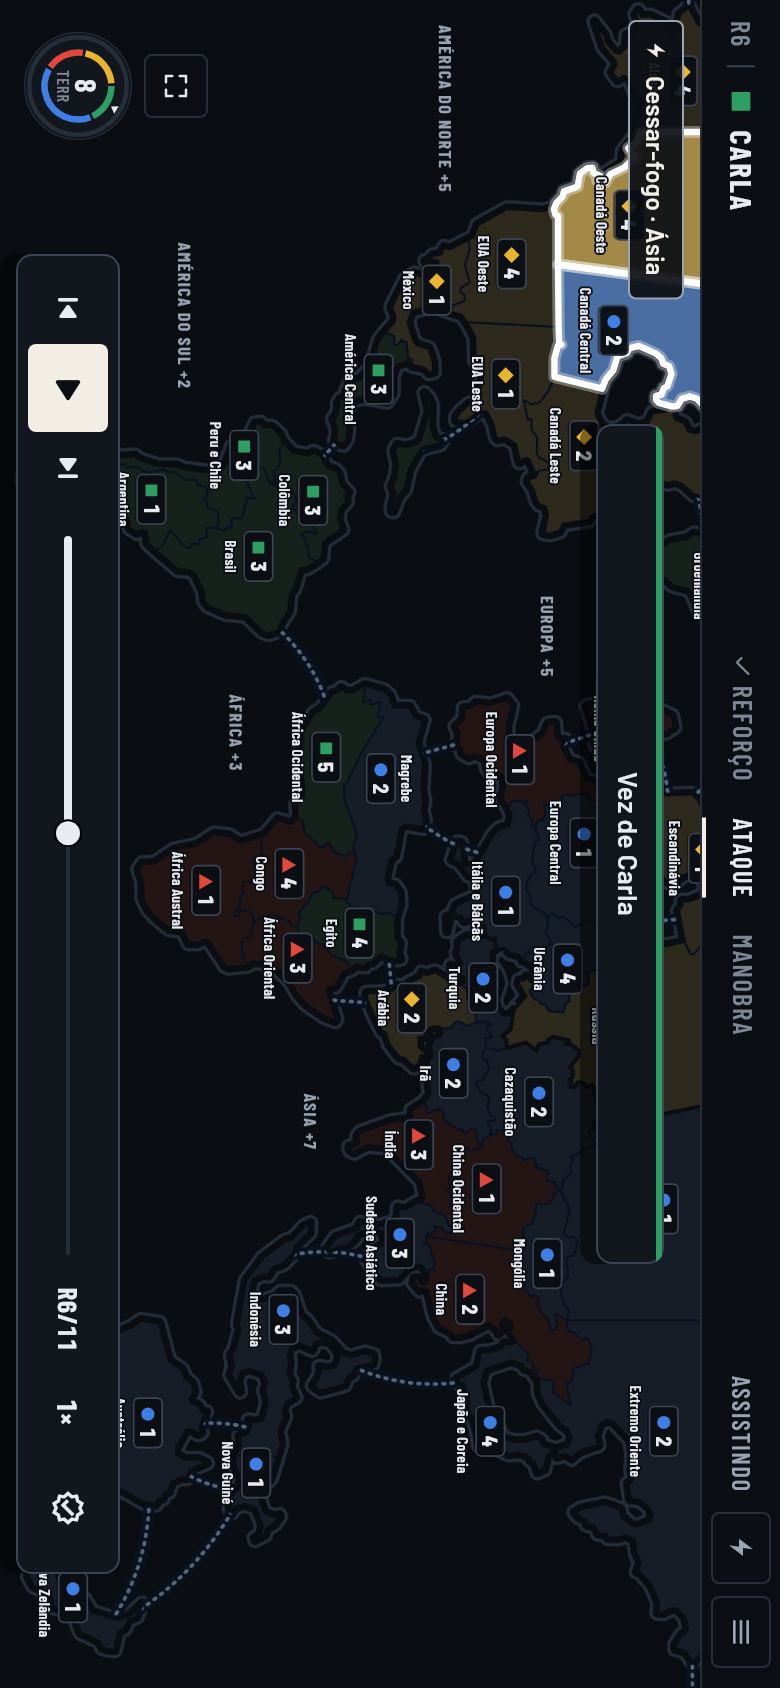 R6
CARLA
REFORÇO
ATAQUE
MANOBRA
ASSISTINDO
Cessar-fogo · Ásia
Vez de Carla
AMÉRICA DO NORTE +5
EUROPA +5
AMÉRICA DO SUL +2
ÁFRICA +3
ÁSIA +7
4
Canadá Oeste
2
Canadá Central
4
EUA Oeste
1
México
1
EUA Leste
2
Canadá Leste
3
América Central
3
Peru e Chile
3
Colômbia
3
Brasil
1
Argentina
Groenlândia
Escandinávia
1
Europa Ocidental
1
Europa Central
1
Itália e Bálcãs
4
Ucrânia
Rússia
2
Magrebe
5
África Ocidental
4
Egito
4
Congo
3
África Oriental
1
África Austral
2
Turquia
2
Arábia
2
Irã
2
Cazaquistão
3
Índia
1
China Ocidental
2
China
1
Mongólia
3
Sudeste Asiático
4
Japão e Coreia
2
Extremo Oriente
1
3
Indonésia
1
Nova Guiné
1
1
va Zelândia
8
TERR
R6/11
1×